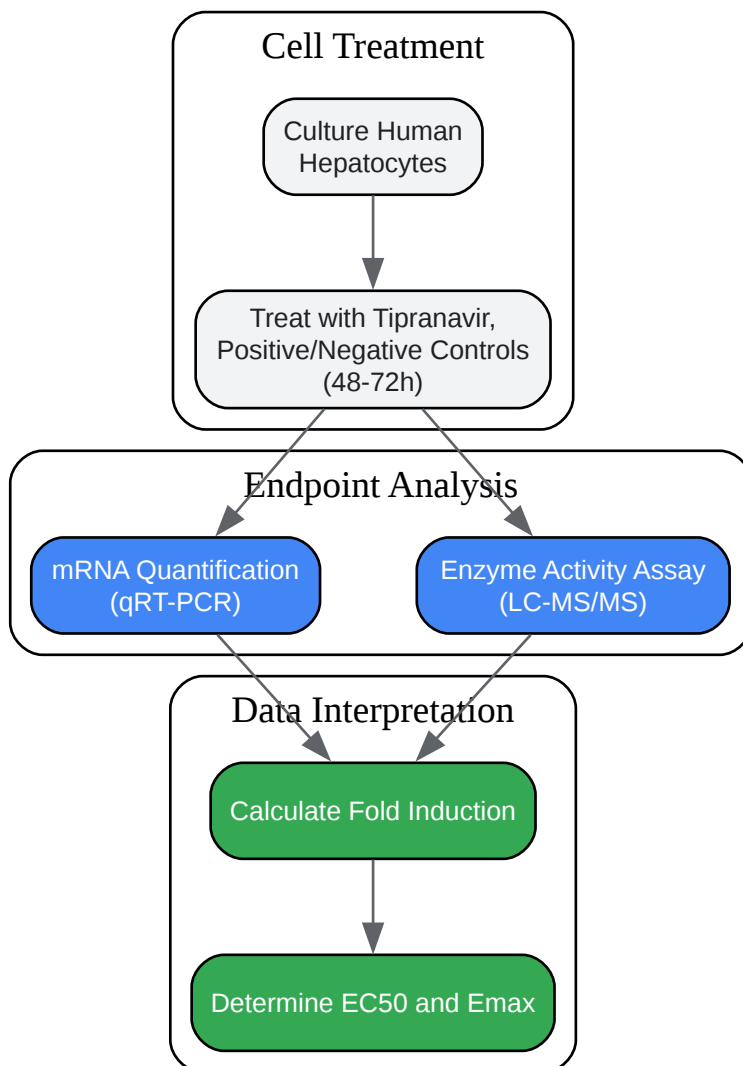 Cell Treatment
Culture Human
Hepatocytes
Treat with Tipranavir,
Positive/Negative Controls
(48-72h)
Endpoint Analysis
mRNA Quantification
(qRT-PCR)
Enzyme Activity Assay
(LC-MS/MS)
Data Interpretation
Calculate Fold Induction
Determine EC50 and Emax